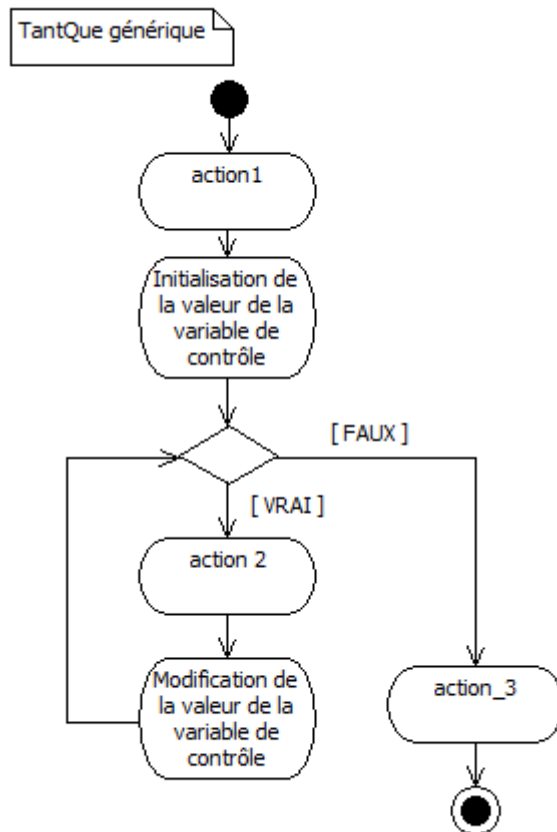 TantQue générique
action1
Initialisation de
la valeur de la
variable de
contrôle
[ FAUX ]
[ VRAI ]
action 2
Modification de
la valeur de la
variable de
contrôle
action_3